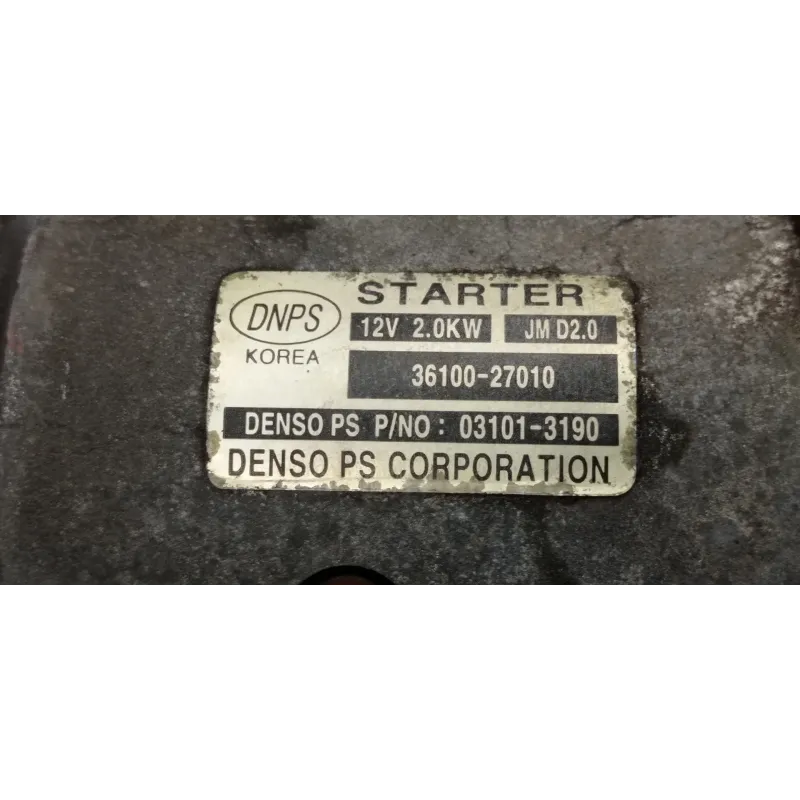 STARTER
DNPS
12V 2.0KW JM D2.0
KOREA
36100-27010
DENSO PS P/NO: 03101-3190
DENSO PS CORPORATION